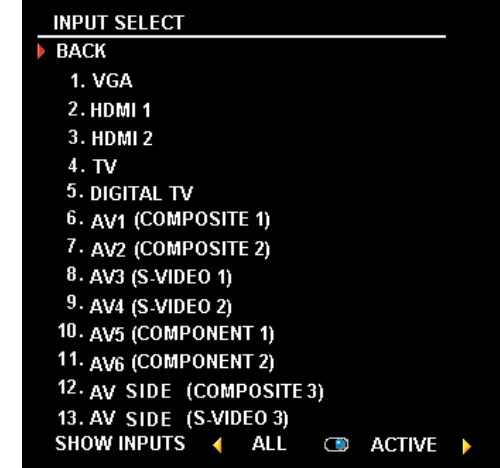 INPUT SELECT
BACK
1. VGA
2. HDMI 1
3. HDMI 2
4. TV
5. DIGITAL TV
6. AV1 (COMPOSITE 1)
7. AV2 (COMPOSITE 2)
8. AV3 (S-VIDEO 1)
9. AV4 (S-VIDEO 2)
10. AV5 (COMPONENT 1)
11. AV6 (COMPONENT 2)
12. AV SIDE (COMPOSITE 3)
13. AV SIDE (S-VIDEO 3)
SHOW INPUTS ALL ACTIVE